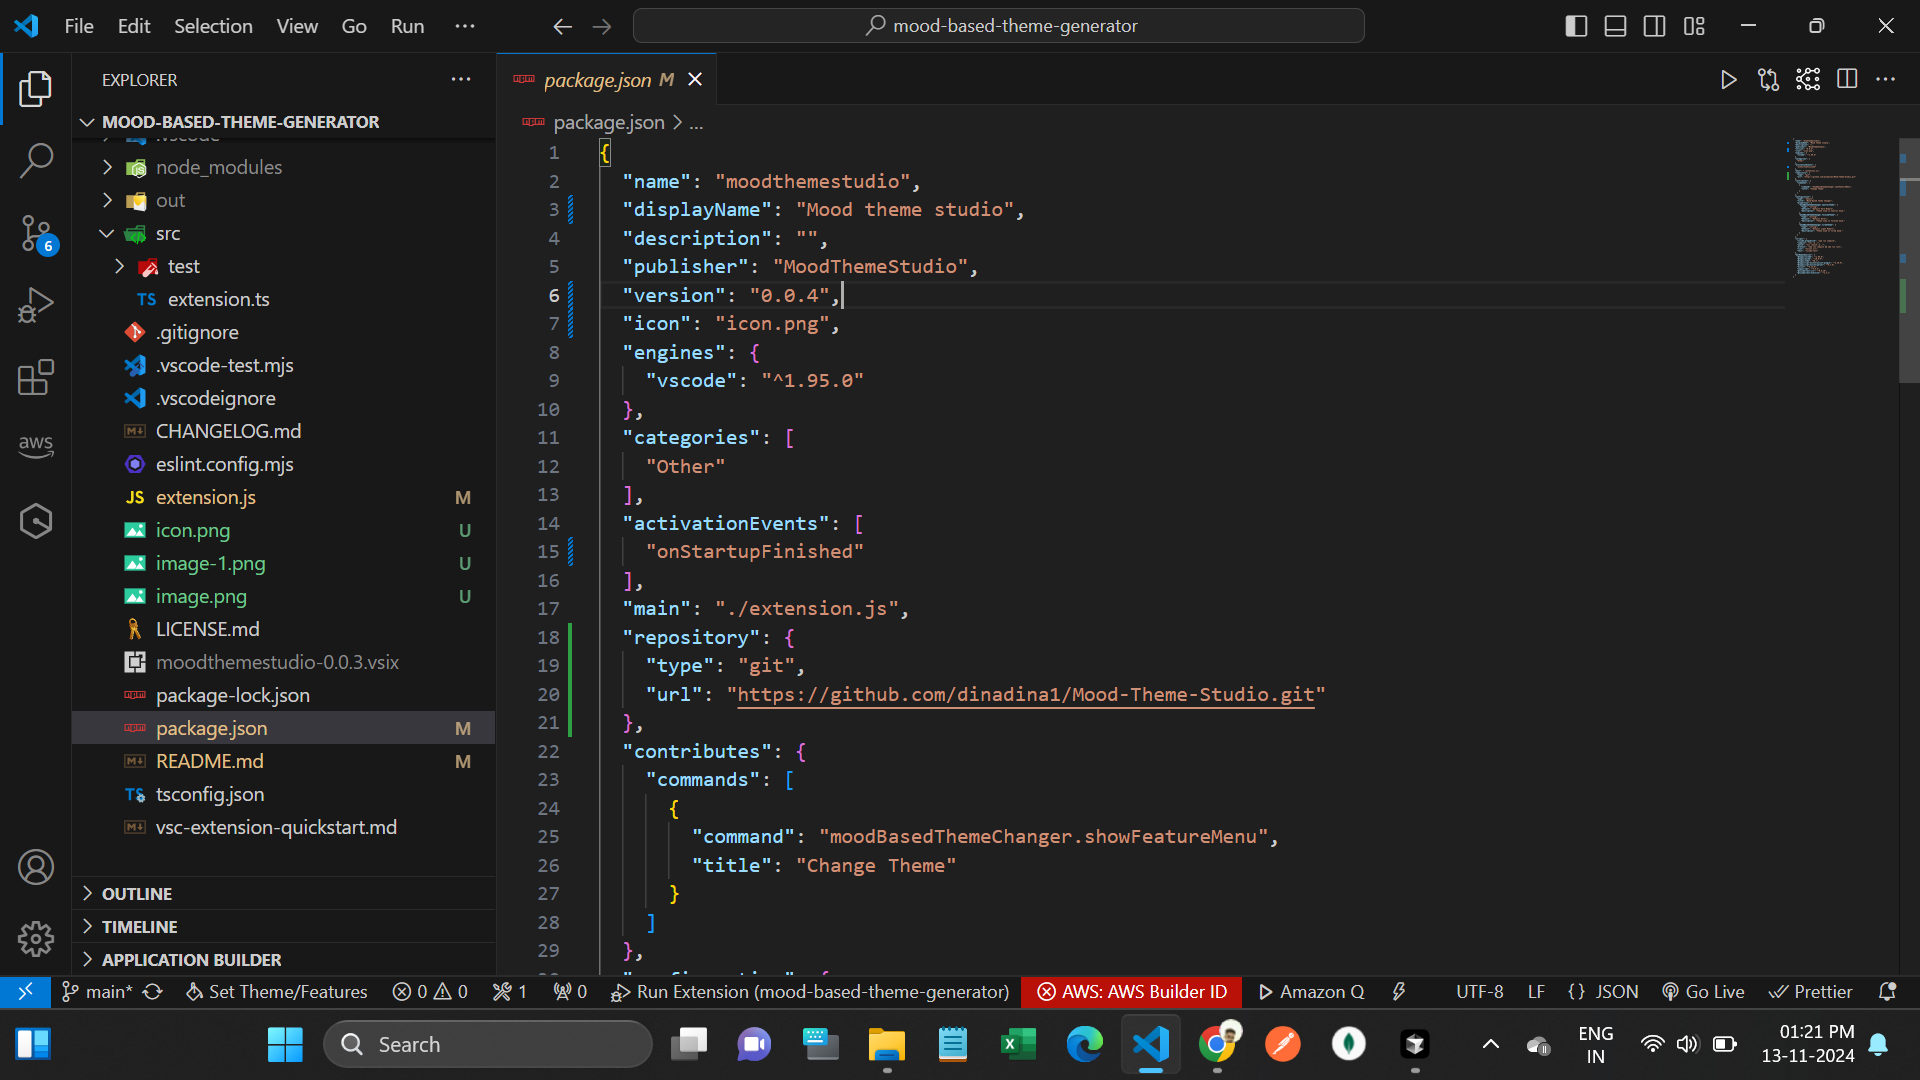 File Edit Selection View Go Run ···
mood-based-theme-generator
EXPLORER
MOOD-BASED-THEME-GENERATOR
.vscode
node_modules
out
src
test
TS extension.ts
.gitignore
.vscode-test.mjs
.vscodeignore
CHANGELOG.md
eslint.config.mjs
JS extension.js M
icon.png U
image-1.png U
image.png U
LICENSE.md
moodthemestudio-0.0.3.vsix
package-lock.json
package.json M
README.md M
TS tsconfig.json
vsc-extension-quickstart.md
OUTLINE
TIMELINE
APPLICATION BUILDER
6
aws
package.json M
package.json > ...
1 {
2 "name": "moodthemestudio",
3 "displayName": "Mood theme studio",
4 "description": "",
5 "publisher": "MoodThemeStudio",
6 "version": "0.0.4",
7 "icon": "icon.png",
8 "engines": {
9 "vscode": "^1.95.0"
10 },
11 "categories": [
12 "Other"
13 ],
14 "activationEvents": [
15 "onStartupFinished"
16 ],
17 "main": "./extension.js",
18 "repository": {
19 "type": "git",
20 "url": "https://github.com/dinadina1/Mood-Theme-Studio.git"
21 },
22 "contributes": {
23 "commands": [
24 {
25 "command": "moodBasedThemeChanger.showFeatureMenu",
26 "title": "Change Theme"
27 }
28 ]
29 },
main* Set Theme/Features 0 0 1 0 Run Extension (mood-based-theme-generator) AWS: AWS Builder ID Amazon Q UTF-8 LF {} JSON Go Live Prettier
Search
ENG
IN
01:21 PM
13-11-2024